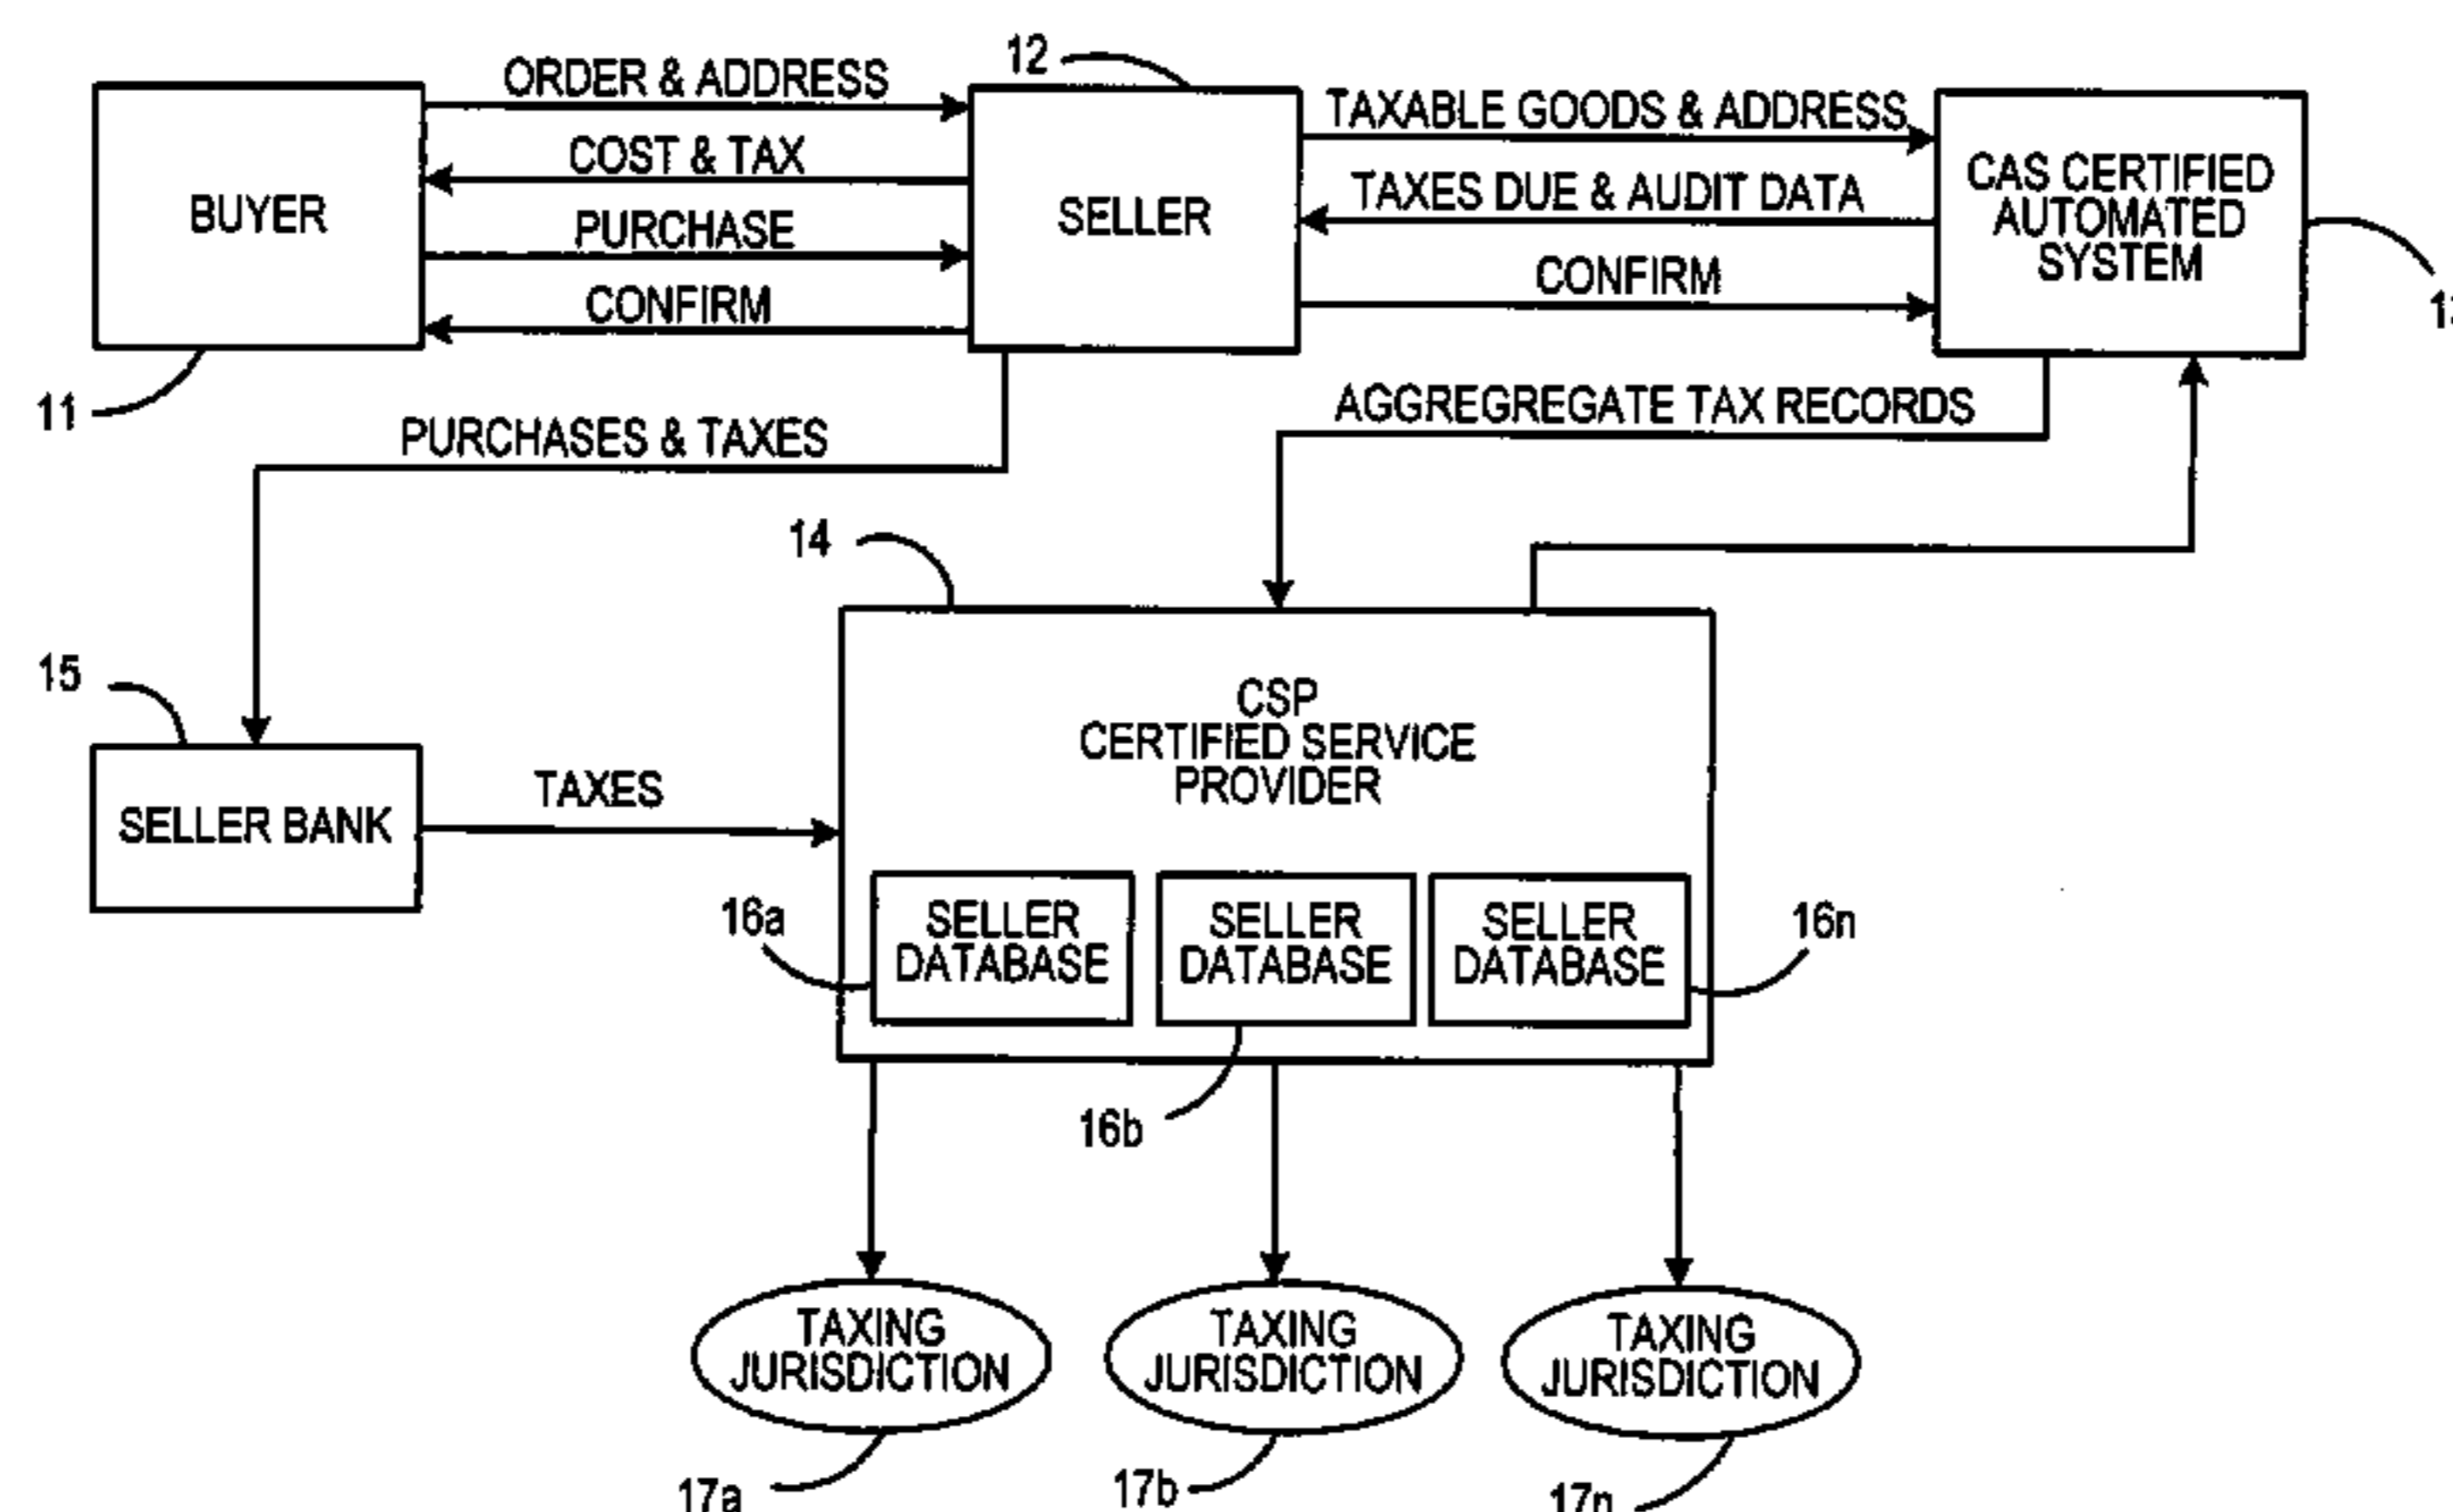 12
ORDER & ADDRESS
TAXABLE GOODS & ADDRESS
COST & TAX
BUYER
SELLER
CAS CERTIFIED
AUTOMATED
SYSTEM
TAXES DUE & AUDIT DATA
PURCHASE
CONFIRM
CONFIRM
11
AGGREGREGATE TAX RECORDS
PURCHASES & TAXES
14
15
CSP
CERTIFIED SERVICE
PROVIDER
TAXES
SELLER BANK
16a
SELLER
DATABASE
SELLER
DATABASE
SELLER
DATABASE
16n
16b
TAXING
JURISDICTION
TAXING
JURISDICTION
TAXING
JURISDICTION
17a
17b
17n